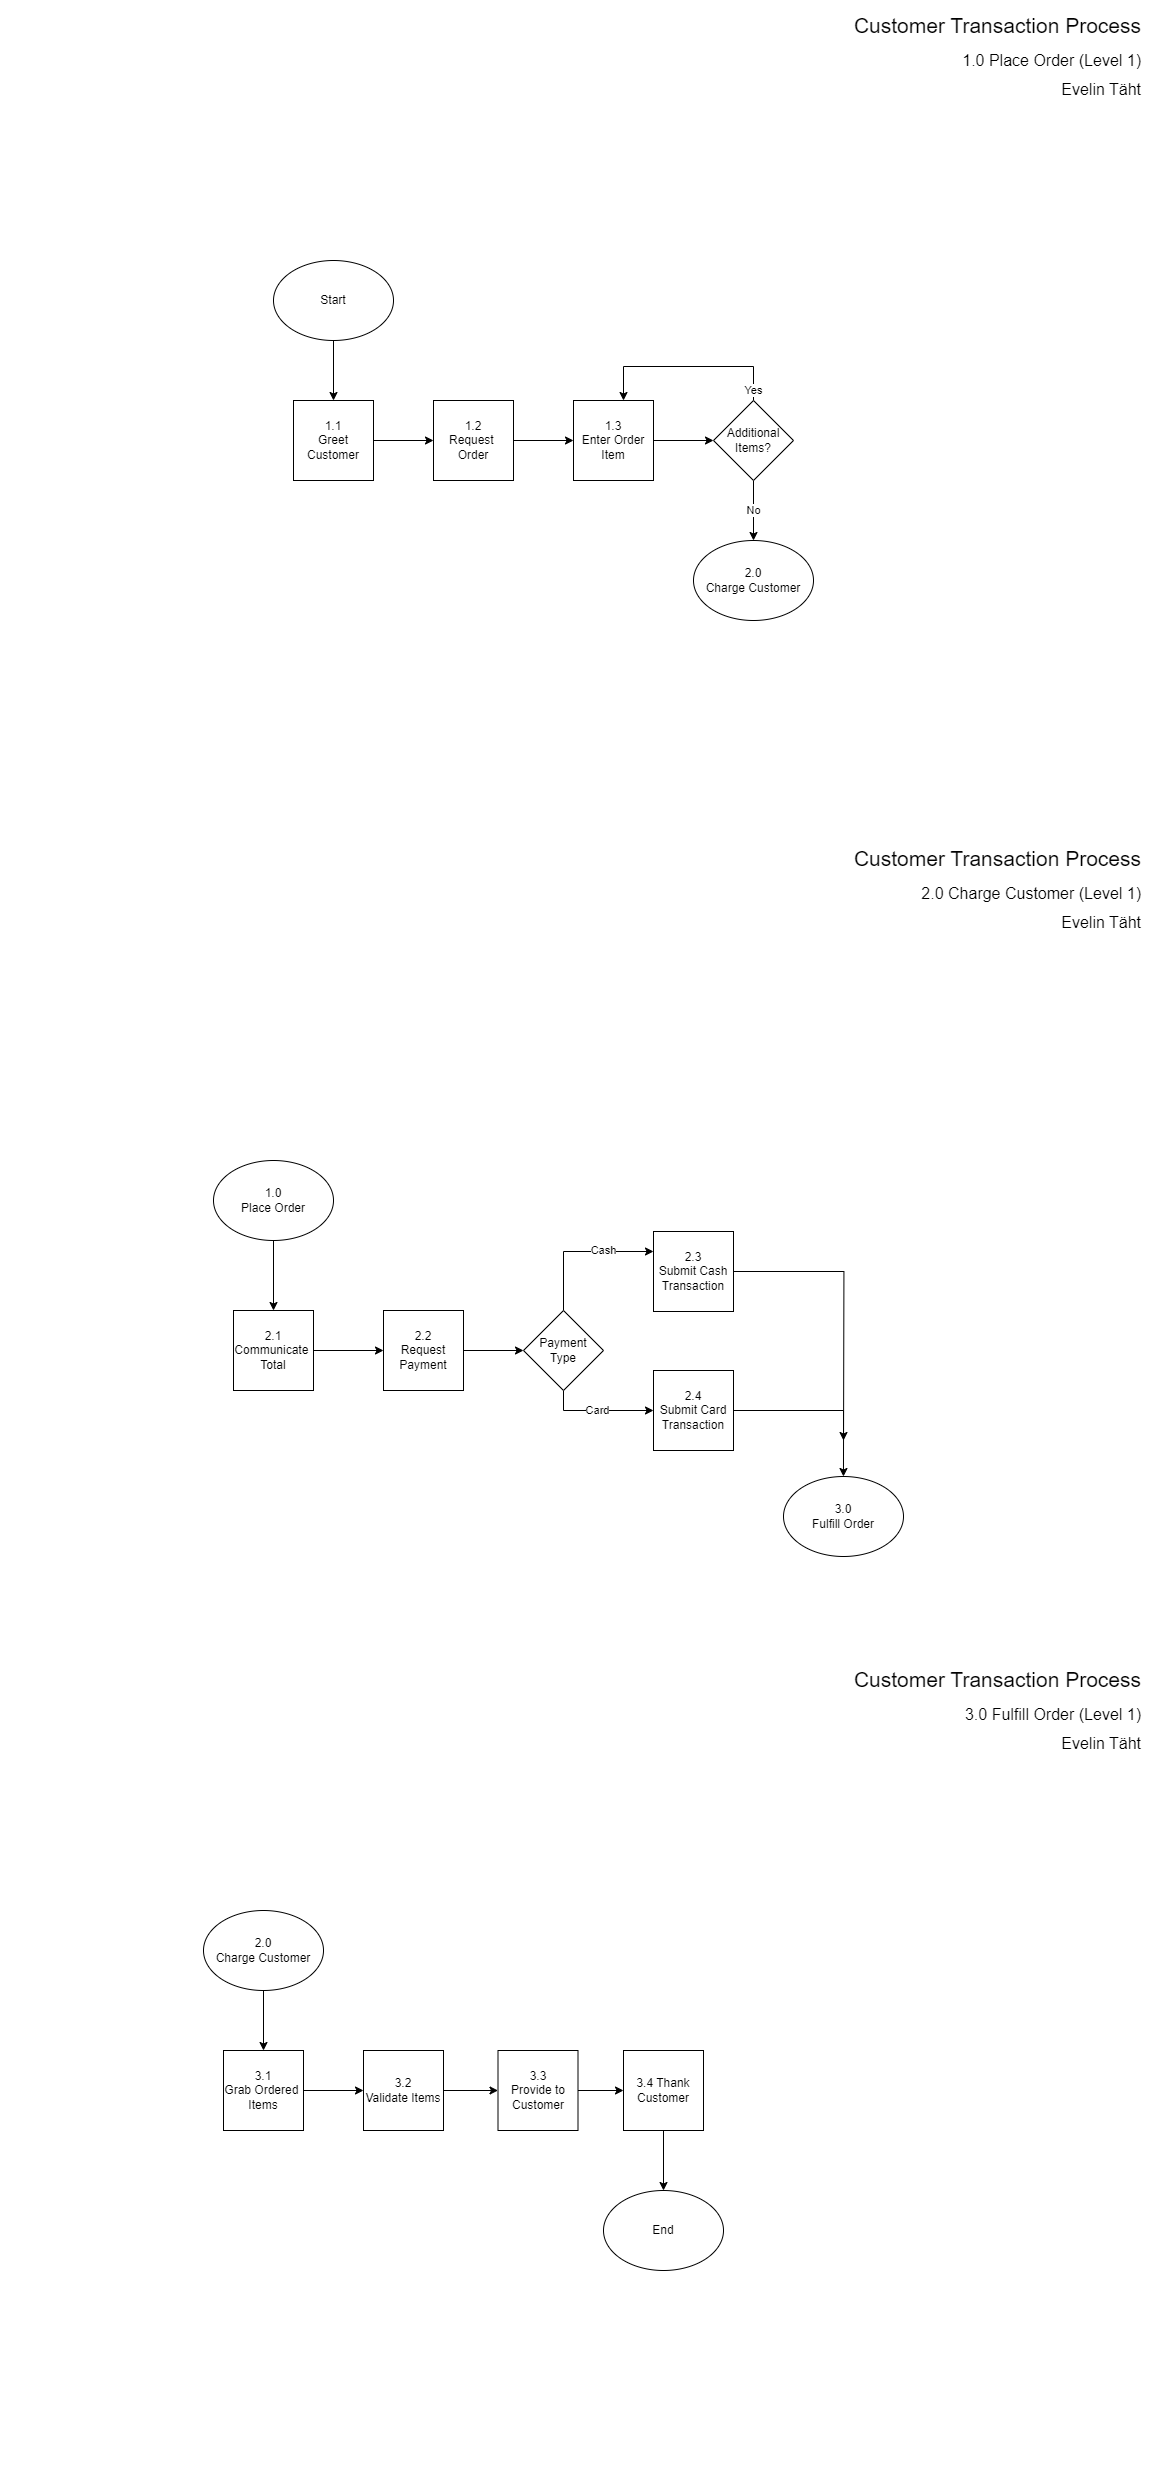 Customer Transaction Process
1.0 Place Order (Level 1)
Evelin Täht
Start
1.1
Greet
Customer
1.2
Request
Order
1.3
Enter Order
Item
Yes
Additional
Items?
No
2.0
Charge Customer
Customer Transaction Process
2.0 Charge Customer (Level 1)
Evelin Täht
1.0
Place Order
2.1
Communicate
Total
2.2
Request
Payment
Payment
Type
Cash
2.3
Submit Cash
Transaction
Card
2.4
Submit Card
Transaction
3.0
Fulfill Order
Customer Transaction Process
3.0 Fulfill Order (Level 1)
Evelin Täht
2.0
Charge Customer
3.1
Grab Ordered
Items
3.2
Validate Items
3.3
Provide to
Customer
3.4 Thank
Customer
End